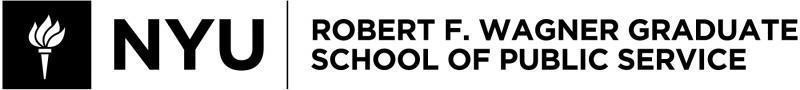 NYU
ROBERT F. WAGNER GRADUATE
SCHOOL OF PUBLIC SERVICE